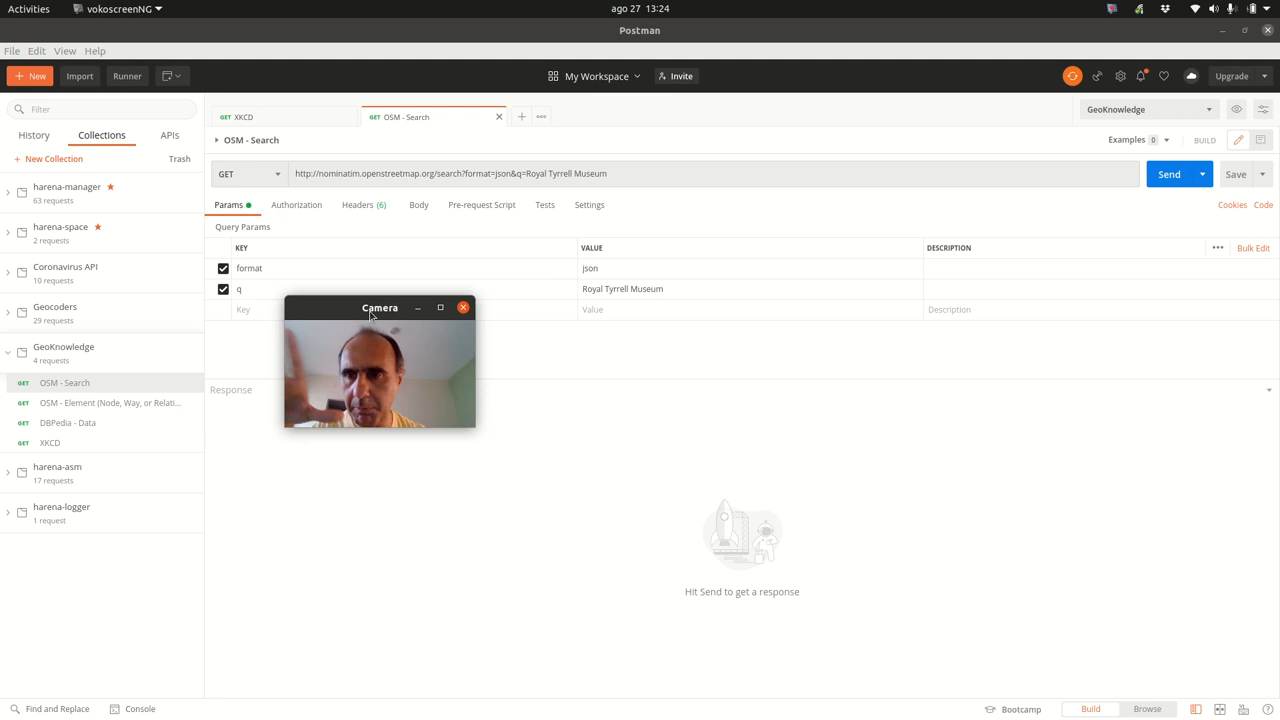 Activities
vokoscreenNG
ago 27 13:24
Postman
File Edit View Help
New
Import
Runner
My Workspace
Invite
Upgrade
Filter
History
Collections
APIs
+ New Collection
Trash
harena-manager
63 requests
harena-space
2 requests
Coronavirus API
10 requests
Geocoders
29 requests
GeoKnowledge
4 requests
GET OSM - Search
GET OSM - Element (Node, Way, or Relati...
GET DBPedia - Data
GET XKCD
harena-asm
17 requests
harena-logger
1 request
GET XKCD
GET OSM - Search
GeoKnowledge
OSM - Search
Examples 0
BUILD
GET
http://nominatim.openstreetmap.org/search?format=json&q=Royal Tyrrell Museum
Send
Save
Params
Authorization
Headers (6)
Body
Pre-request Script
Tests
Settings
Cookies
Code
Query Params
KEY VALUE DESCRIPTION
Bulk Edit
format json
q Royal Tyrrell Museum
Key Value Description
Camera
Response
Hit Send to get a response
Find and Replace
Console
Bootcamp
Build
Browse